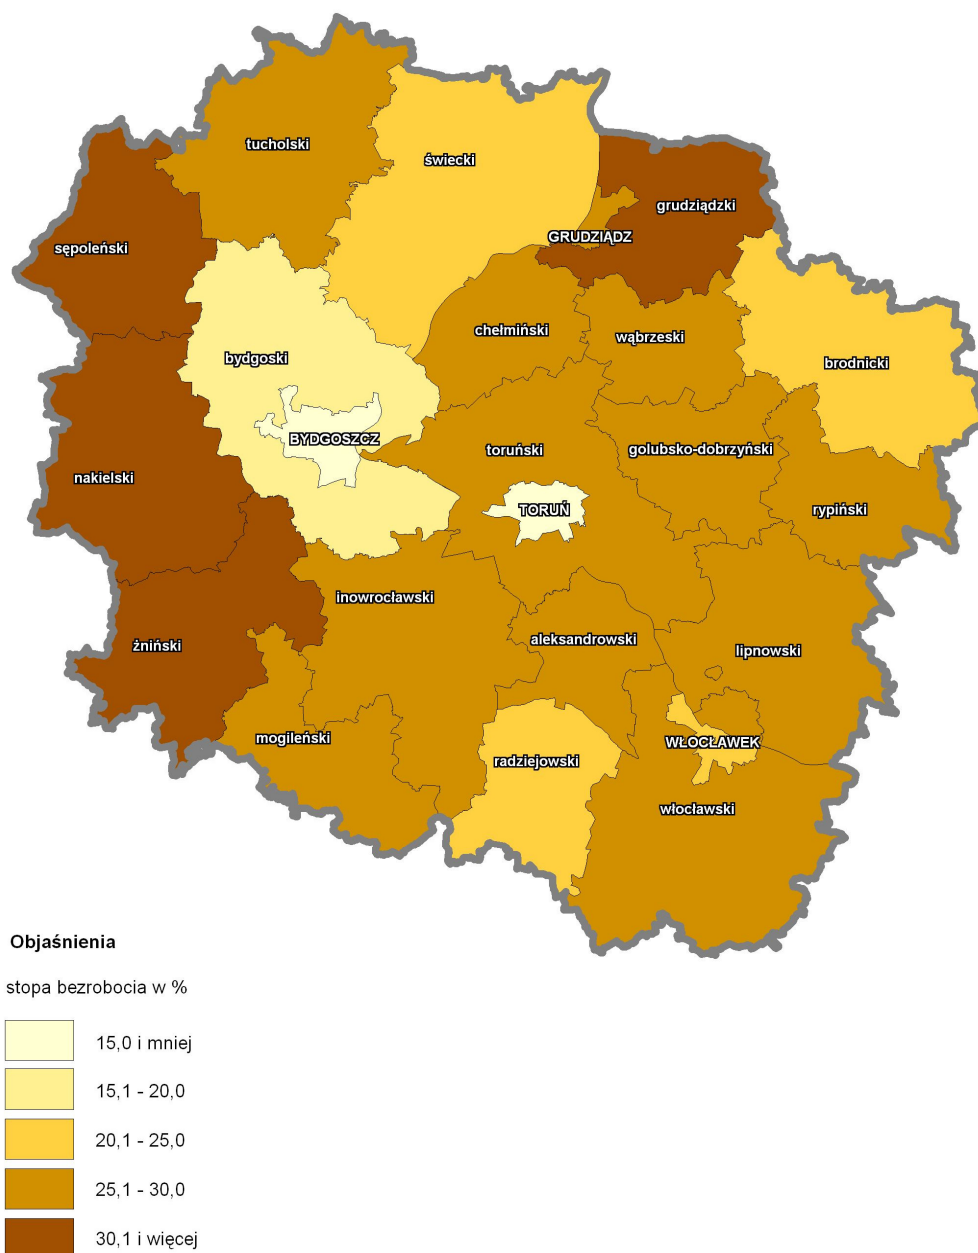 tucholski
świecki
grudziądzki
GRUDZIĄDZ
sępoleński
chełmiński
wąbrzeski
bydgoski
brodnicki
BYDGOSZCZ
toruński
golubsko-dobrzyński
nakielski
TORUŃ
rypiński
inowrocławski
aleksandrowski
żniński
lipnowski
mogileński
WŁOCŁAWEK
radziejowski
włocławski
Objaśnienia
stopa bezrobocia w %
15,0 i mniej
15,1 - 20,0
20,1 - 25,0
25,1 - 30,0
30,1 i więcej